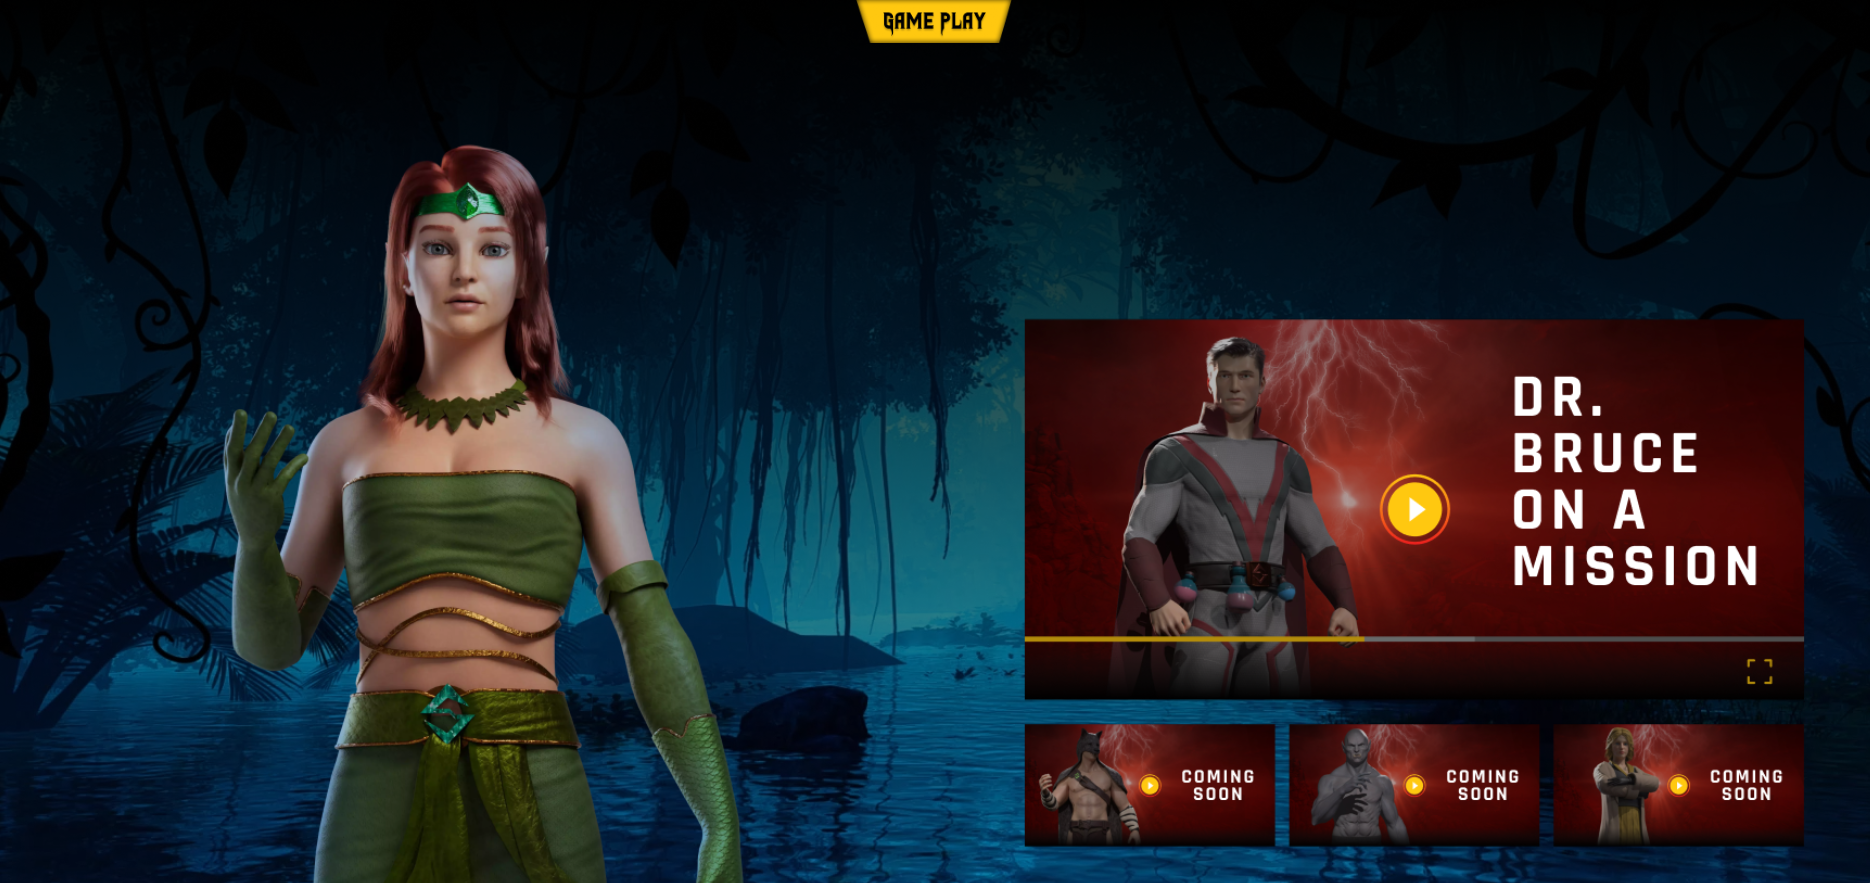 GAME PLAY
DR.
BRUCE
ON A
MISSION
COMING
SOON
COMING
SOON
COMING
SOON